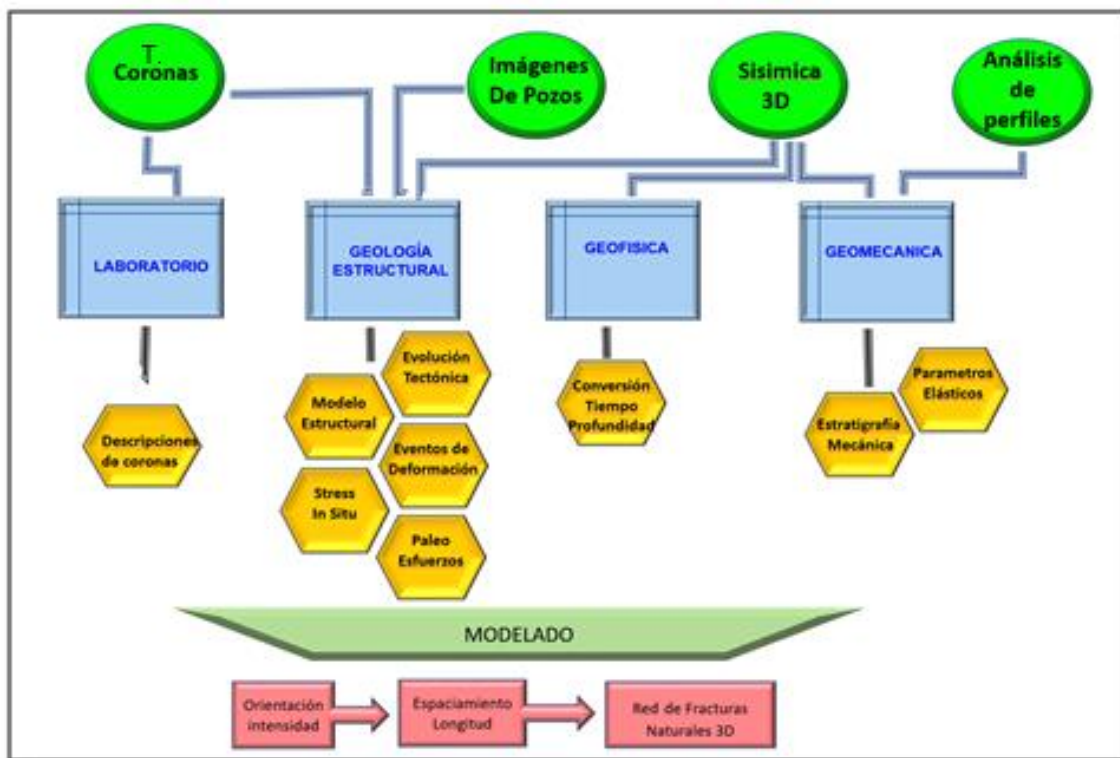 T.
Coronas
Imágenes
De Pozos
Sisimica
3D
Análisis
de
perfiles
LABORATORIO
GEOLOGÍA
ESTRUCTURAL
GEOFISICA
GEOMECANICA
Descripciones
de coronas
Evolución
Tectónica
Modelo
Estructural
Eventos de
Deformación
Stress
In Situ
Paleo
Esfuerzos
Conversión
Tiempo
Profundidad
Parametros
Elásticos
Estratigrafía
Mecánica
MODELADO
Orientación
intensidad
Espaciamiento
Longitud
Red de Fracturas
Naturales 3D